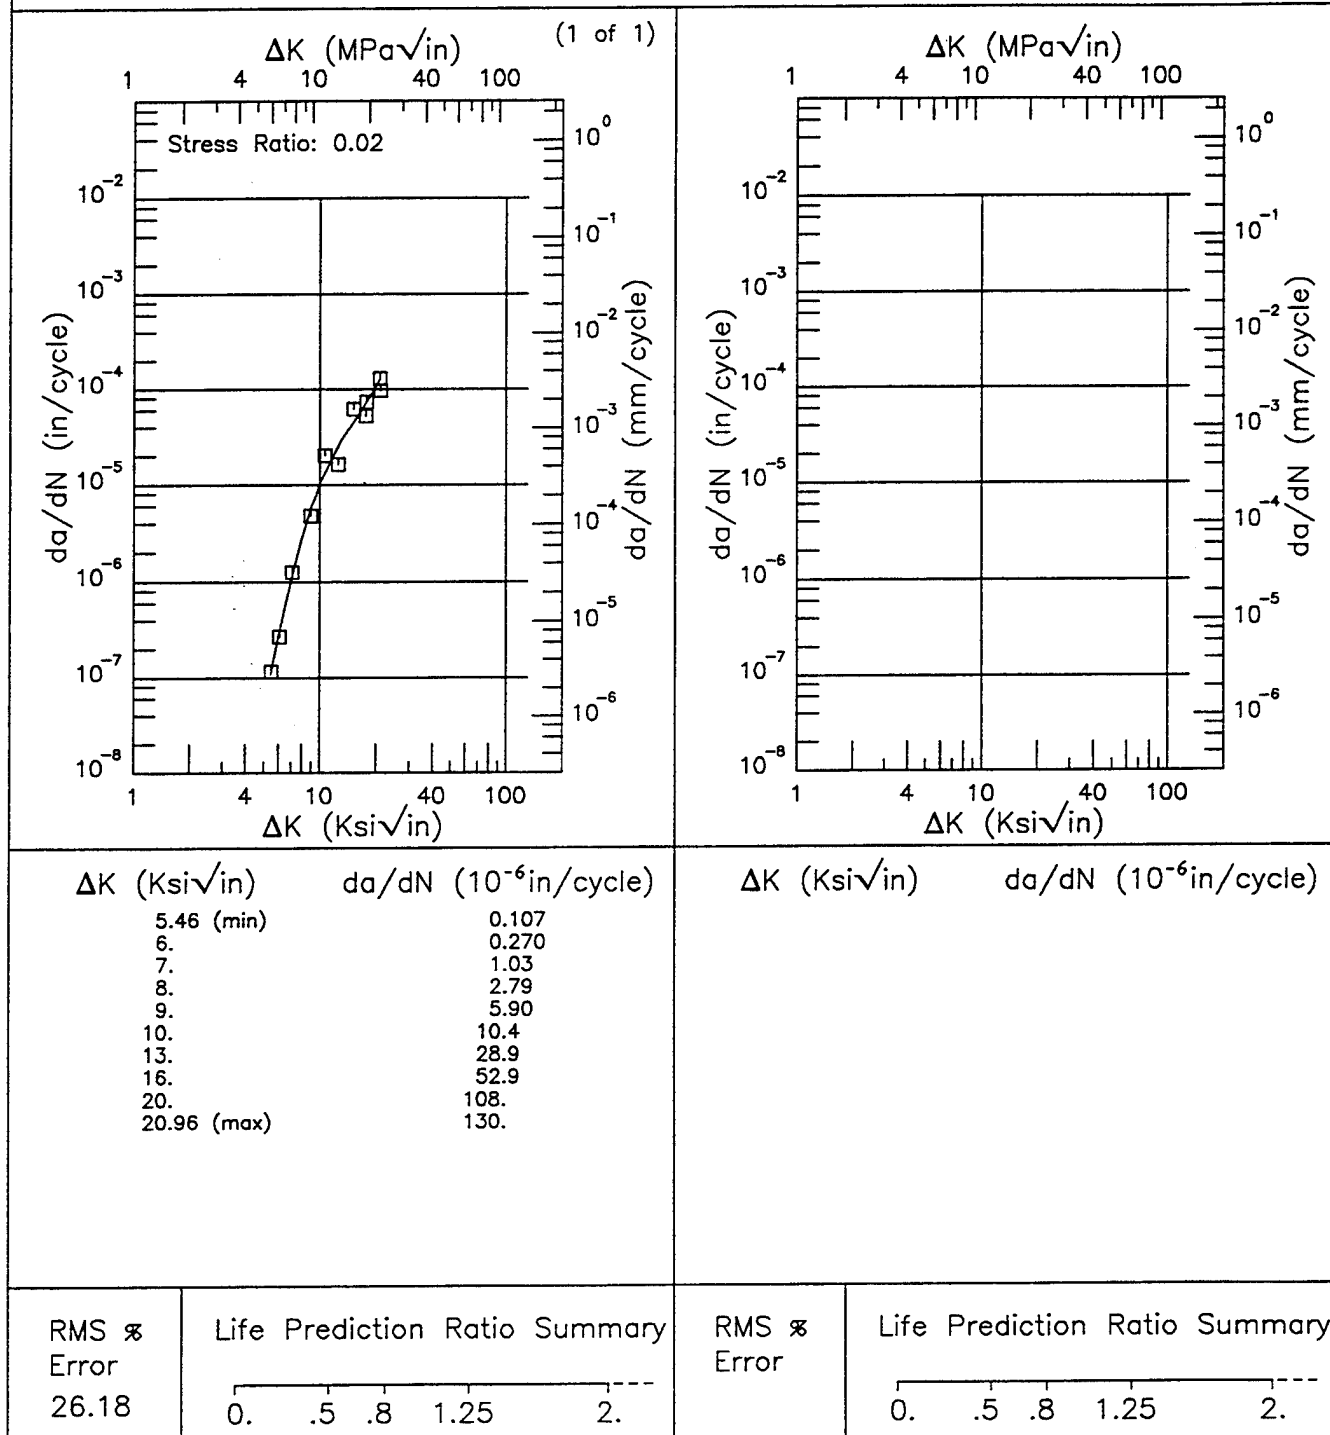 (1 of 1)
ΔK (MPa√in)
1 4 10 40 100
Stress Ratio: 0.02
10⁰
10⁻¹
10⁻²
10⁻³
10⁻⁴
10⁻⁵
10⁻⁶
da/dN (mm/cycle)
10⁻²
10⁻³
10⁻⁴
10⁻⁵
10⁻⁶
10⁻⁷
10⁻⁸
da/dN (in/cycle)
1 4 10 40 100
ΔK (Ksi√in)
ΔK (MPa√in)
1 4 10 40 100
10⁰
10⁻¹
10⁻²
10⁻³
10⁻⁴
10⁻⁵
10⁻⁶
da/dN (mm/cycle)
10⁻²
10⁻³
10⁻⁴
10⁻⁵
10⁻⁶
10⁻⁷
10⁻⁸
da/dN (in/cycle)
1 4 10 40 100
ΔK (Ksi√in)
ΔK (Ksi√in) da/dN (10⁻⁶in/cycle)
5.46 (min) 0.107
6. 0.270
7. 1.03
8. 2.79
9. 5.90
10. 10.4
13. 28.9
16. 52.9
20. 108.
20.96 (max) 130.
ΔK (Ksi√in) da/dN (10⁻⁶in/cycle)
RMS %
Error
26.18
Life Prediction Ratio Summary
0. .5 .8 1.25 2.
RMS %
Error
Life Prediction Ratio Summary
0. .5 .8 1.25 2.